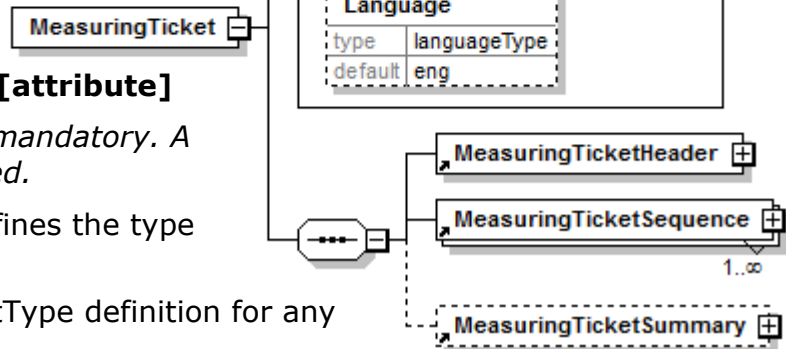 Language
MeasuringTicket
type languageType
default eng
[attribute]
mandatory. A
MeasuringTicketHeader
ed.
fines the type
MeasuringTicketSequence
1..∞
tType definition for any
MeasuringTicketSummary